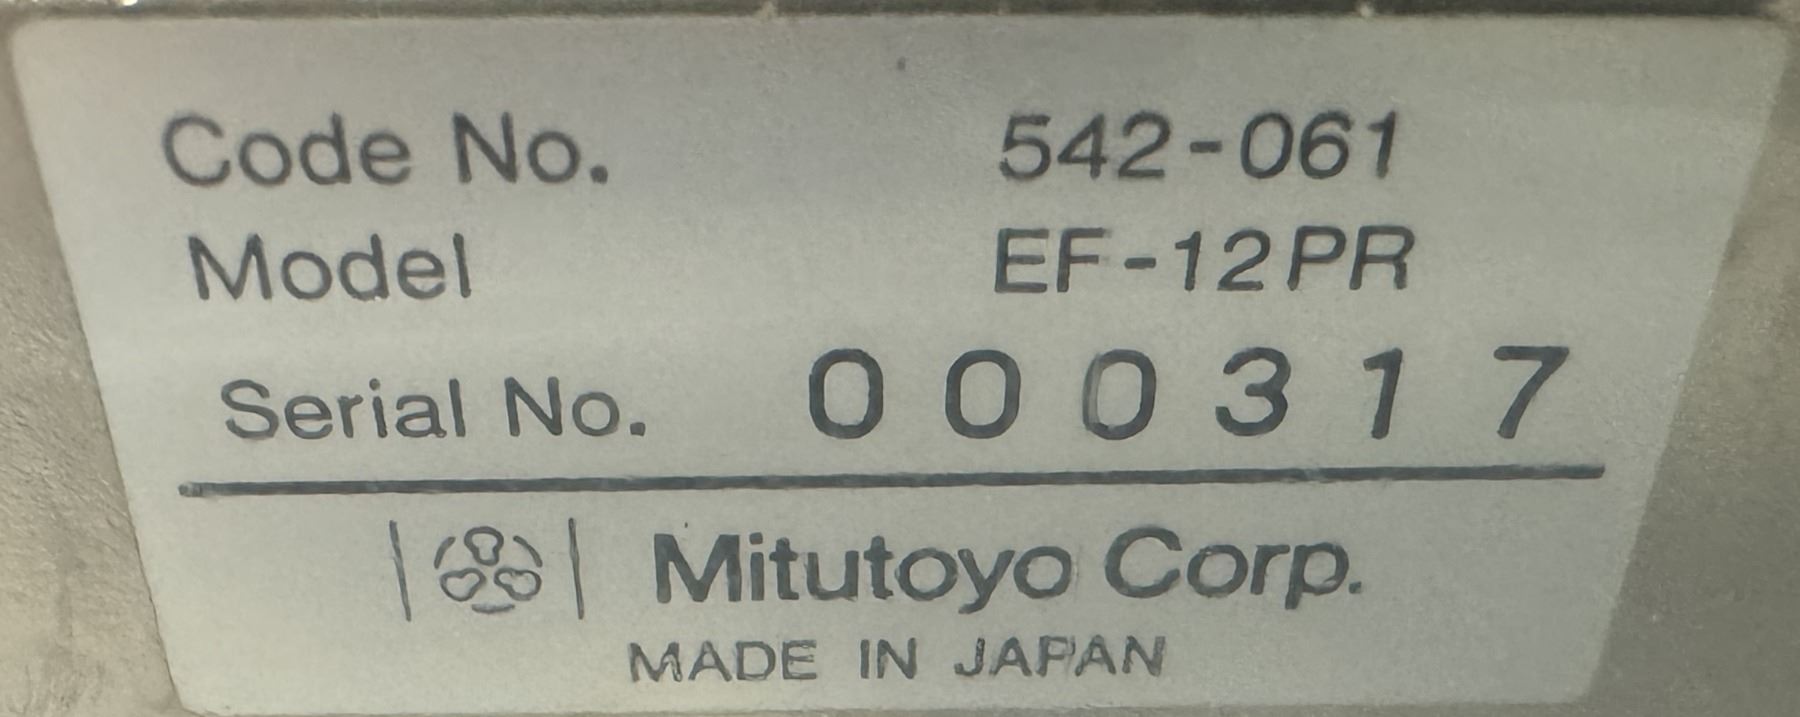 Code No. 542-061
Model EF-12PR
Serial No. 000317
Mitutoyo Corp.
MADE IN JAPAN